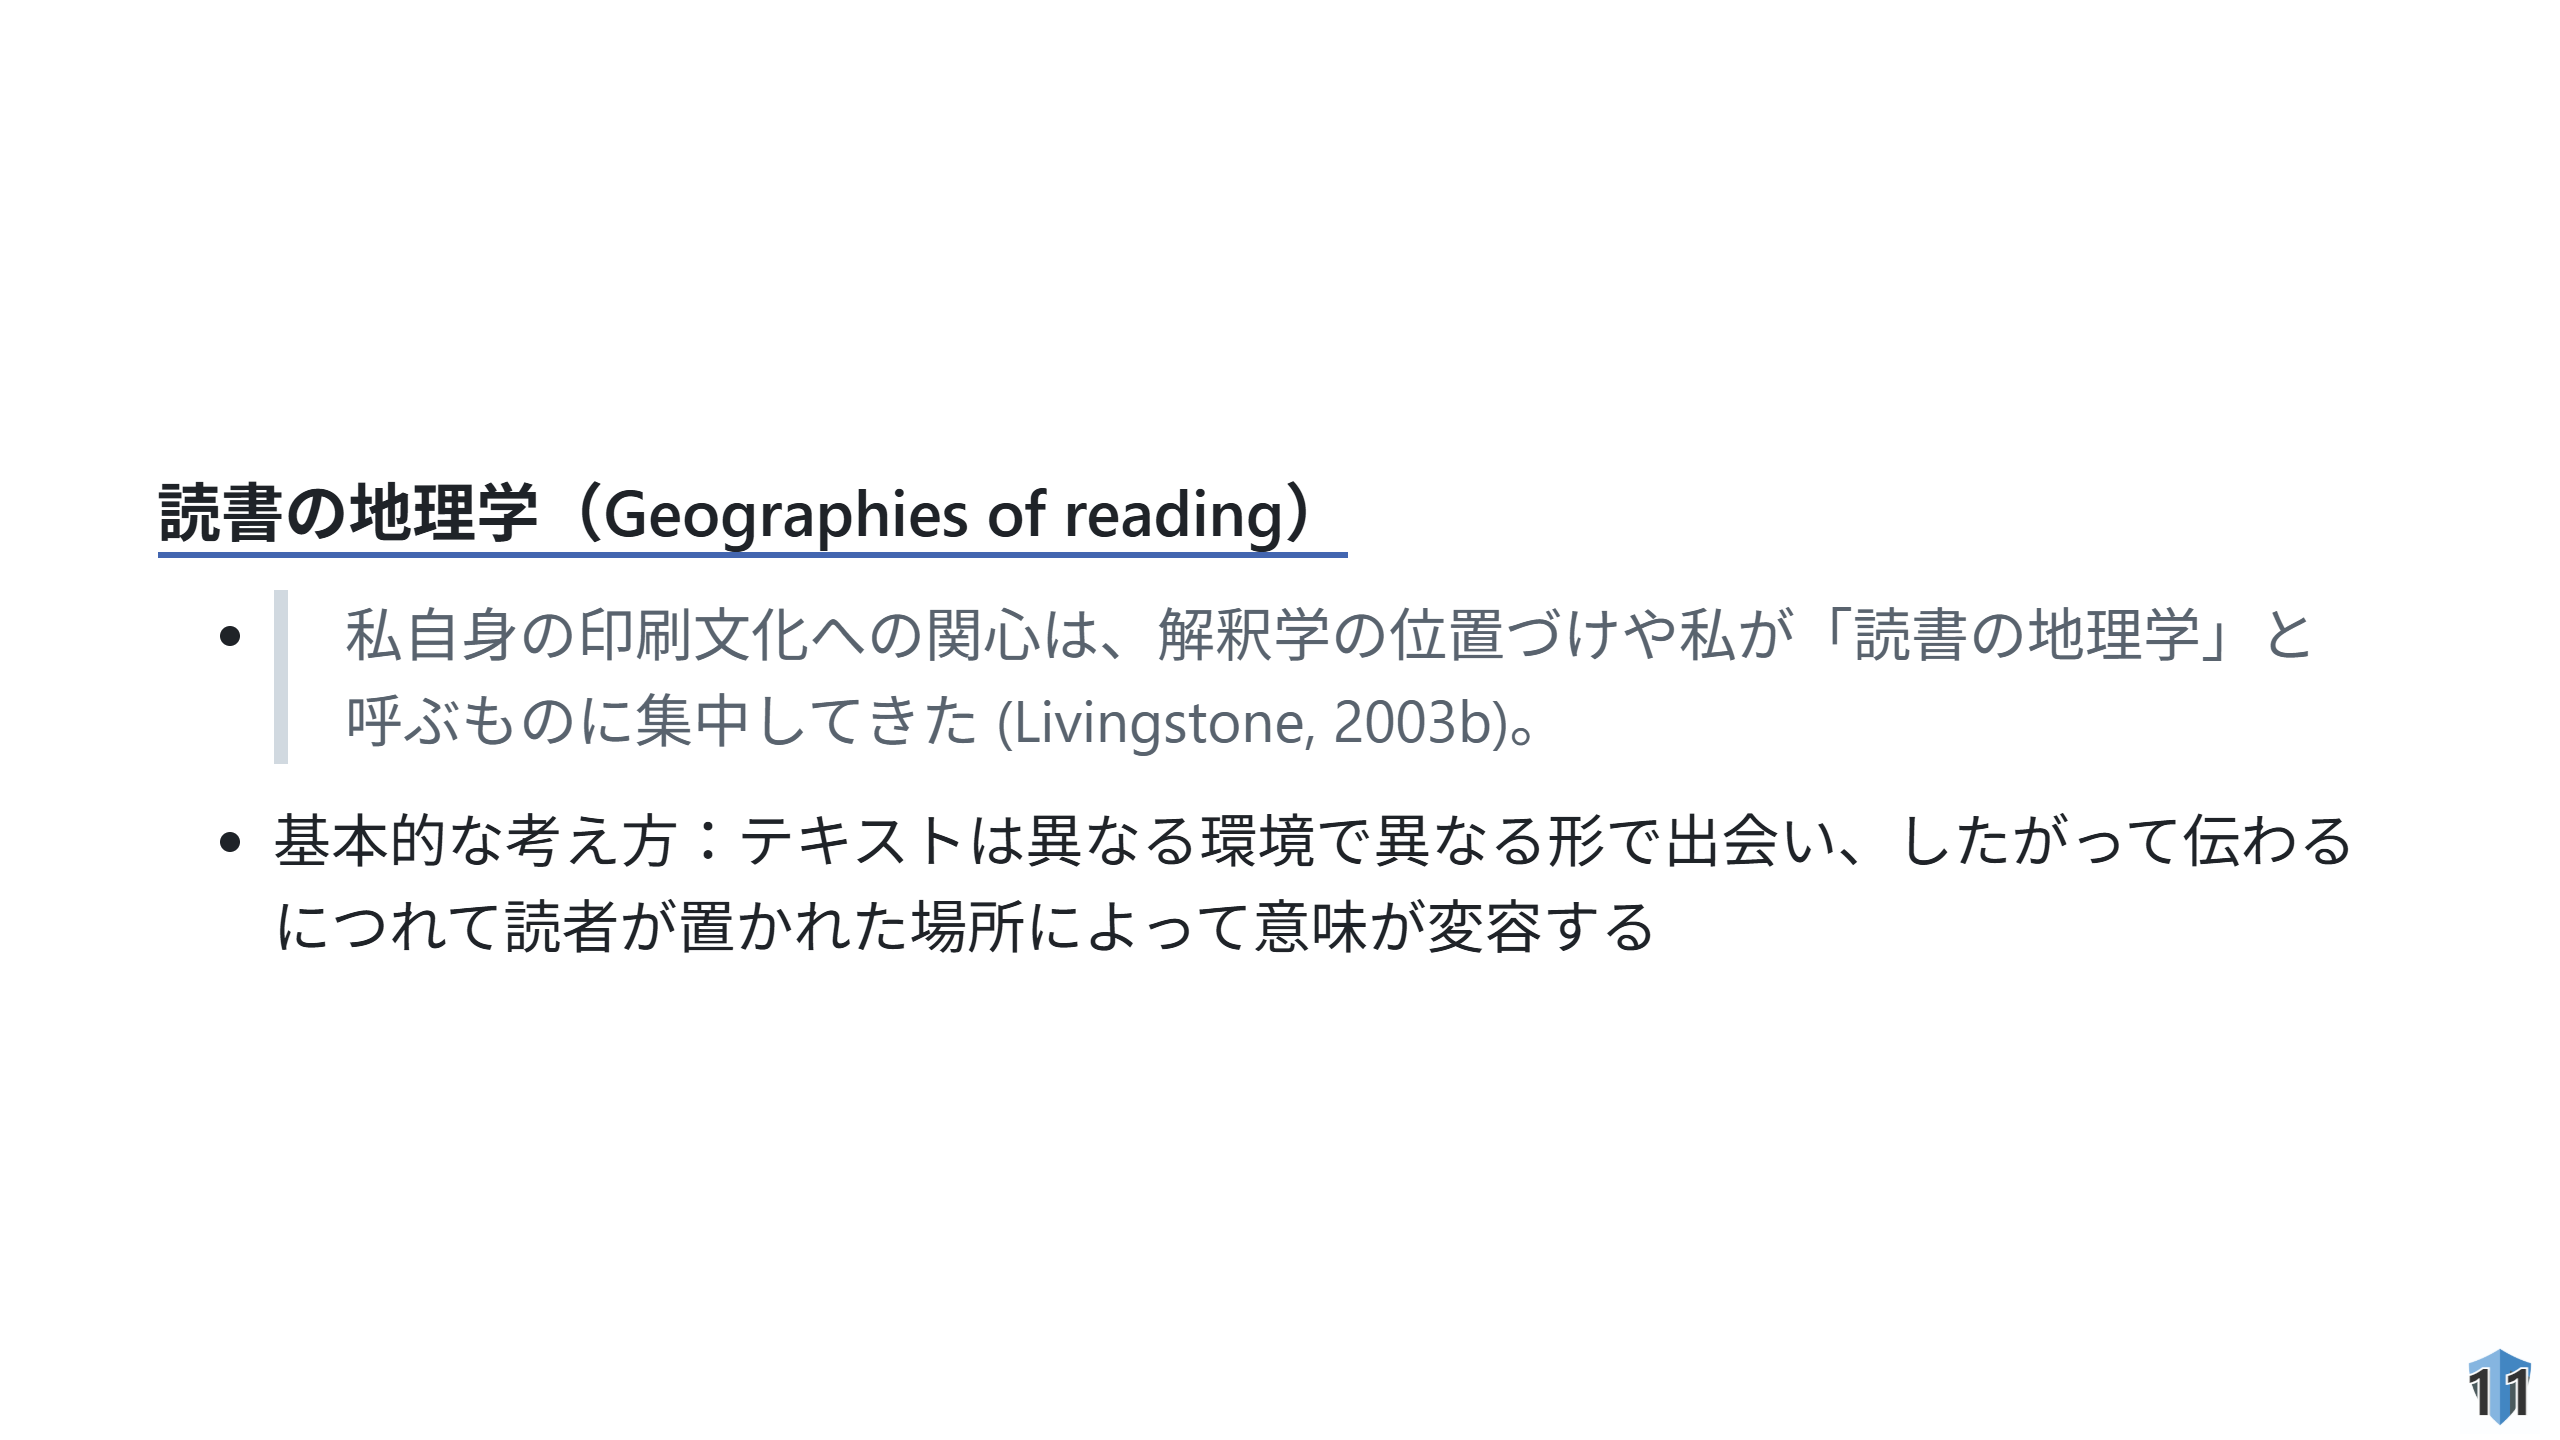 読書の地理学（Geographies of reading）
私自身の印刷文化への関心は、解釈学の位置づけや私が「読書の地理学」と
呼ぶものに集中してきた (Livingstone, 2003b)。
基本的な考え方：テキストは異なる環境で異なる形で出会い、したがって伝わる
につれて読者が置かれた場所によって意味が変容する
11